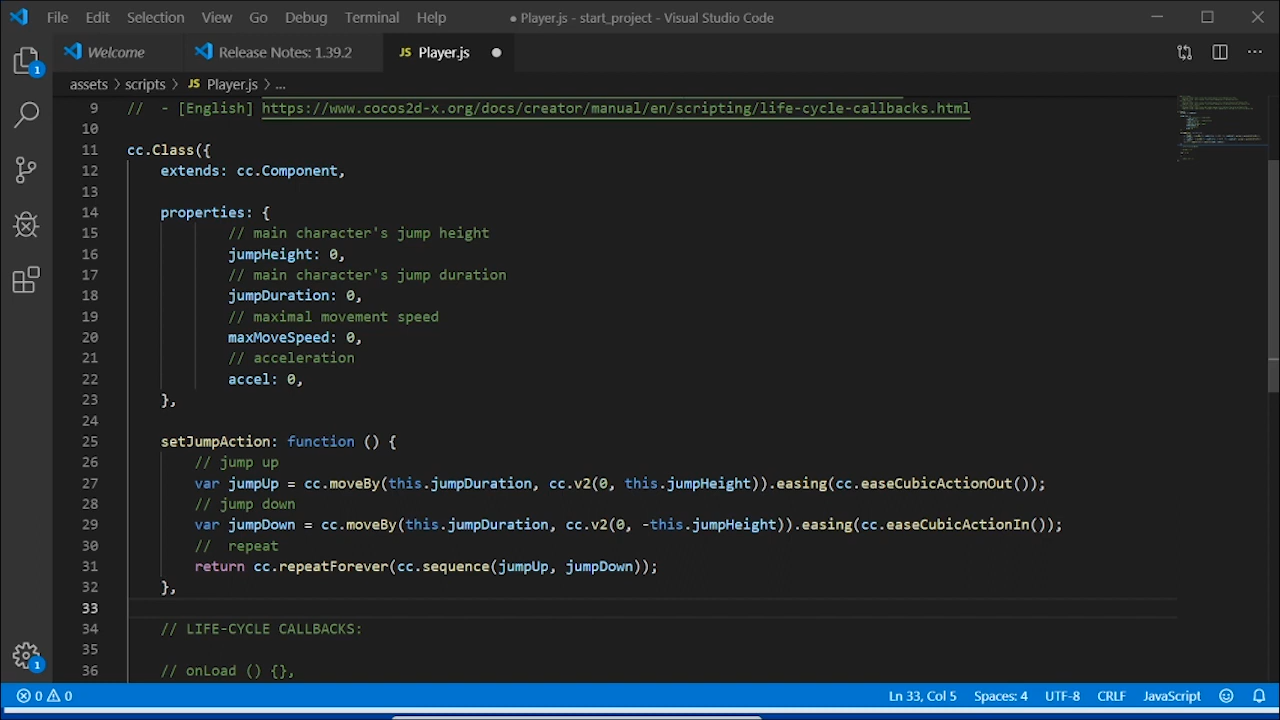 File Edit Selection View Go Debug Terminal Help ● Player.js - start_project - Visual Studio Code
Welcome Release Notes: 1.39.2 JS Player.js
assets > scripts > JS Player.js > ...
1
9 // - [English] https://www.cocos2d-x.org/docs/creator/manual/en/scripting/life-cycle-callbacks.html
10
11 cc.Class({
12 extends: cc.Component,
13
14 properties: {
15 // main character's jump height
16 jumpHeight: 0,
17 // main character's jump duration
18 jumpDuration: 0,
19 // maximal movement speed
20 maxMoveSpeed: 0,
21 // acceleration
22 accel: 0,
23 },
24
25 setJumpAction: function () {
26 // jump up
27 var jumpUp = cc.moveBy(this.jumpDuration, cc.v2(0, this.jumpHeight)).easing(cc.easeCubicActionOut());
28 // jump down
29 var jumpDown = cc.moveBy(this.jumpDuration, cc.v2(0, -this.jumpHeight)).easing(cc.easeCubicActionIn());
30 // repeat
31 return cc.repeatForever(cc.sequence(jumpUp, jumpDown));
32 },
33
34 // LIFE-CYCLE CALLBACKS:
35
36 // onLoad () {},
1
0 0 Ln 33, Col 5 Spaces: 4 UTF-8 CRLF JavaScript